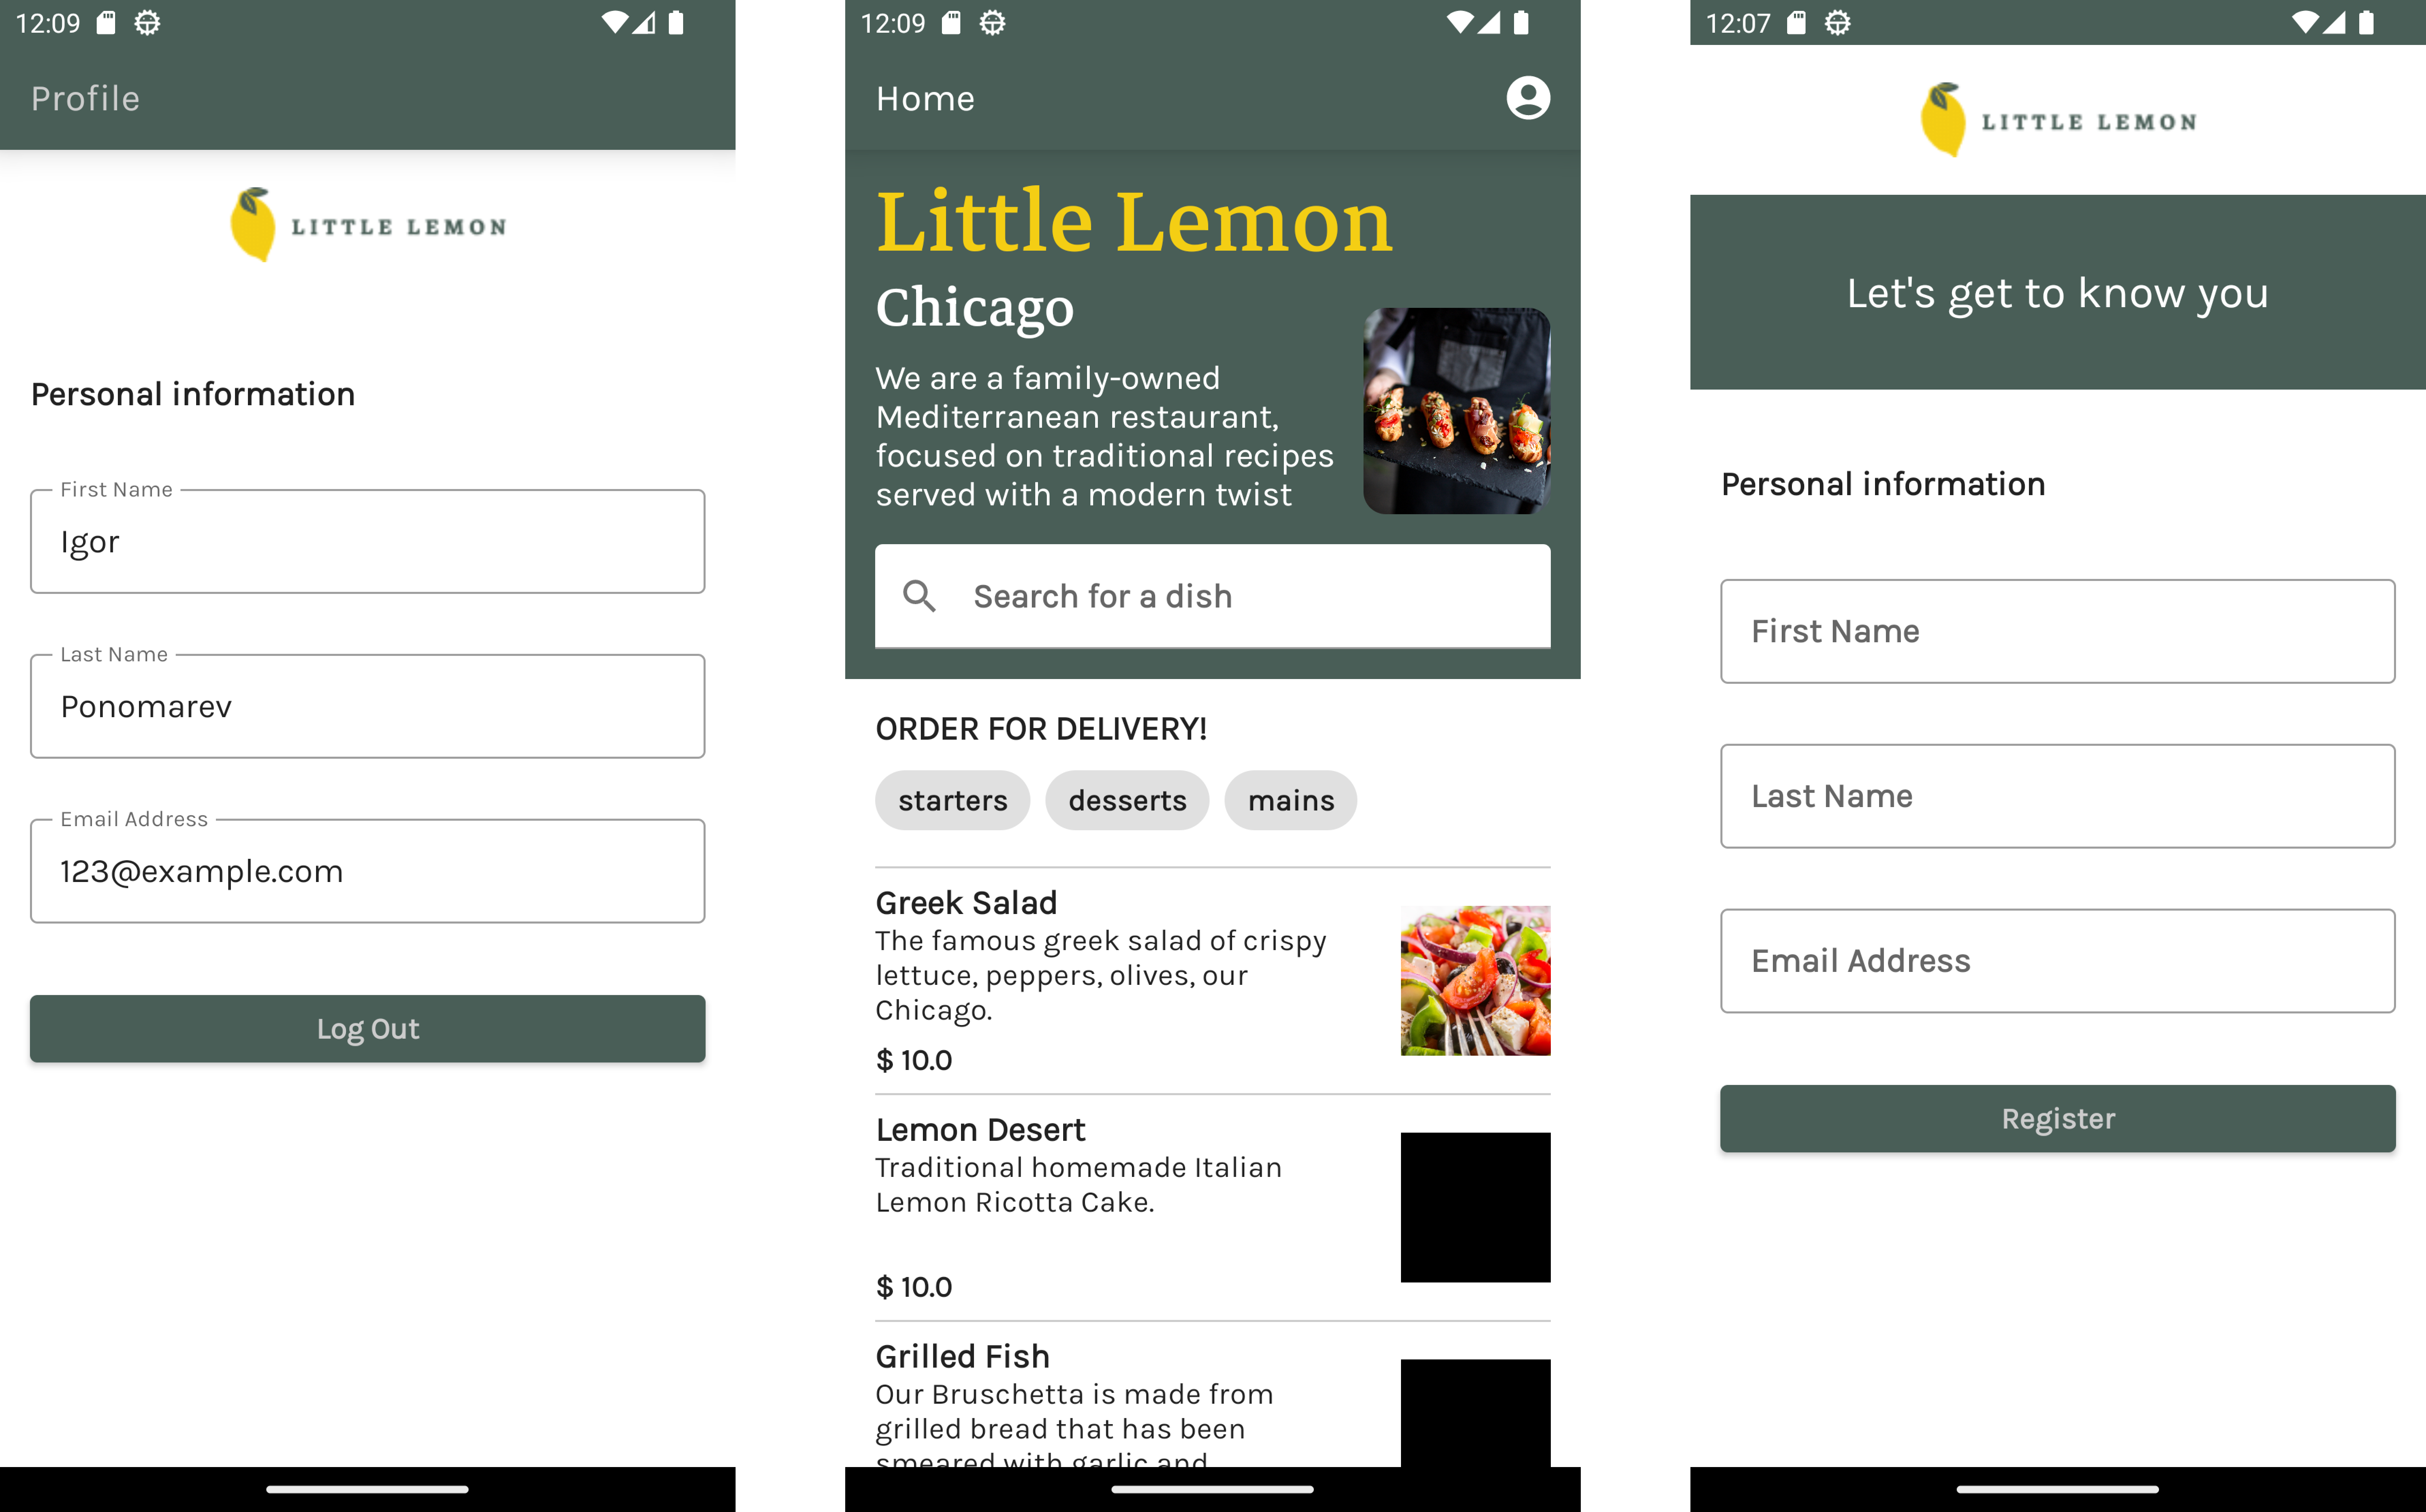 12:09
Profile
LITTLE LEMON
Personal information
First Name
Igor
Last Name
Ponomarev
Email Address
123@example.com
Log Out
12:09
Home
Little Lemon
Chicago
We are a family-owned
Mediterranean restaurant,
focused on traditional recipes
served with a modern twist
Search for a dish
ORDER FOR DELIVERY!
starters desserts mains
Greek Salad
The famous greek salad of crispy
lettuce, peppers, olives, our
Chicago.
$ 10.0
Lemon Desert
Traditional homemade Italian
Lemon Ricotta Cake.
$ 10.0
Grilled Fish
Our Bruschetta is made from
grilled bread that has been
smeared with garlic and
12:07
LITTLE LEMON
Let's get to know you
Personal information
First Name
Last Name
Email Address
Register